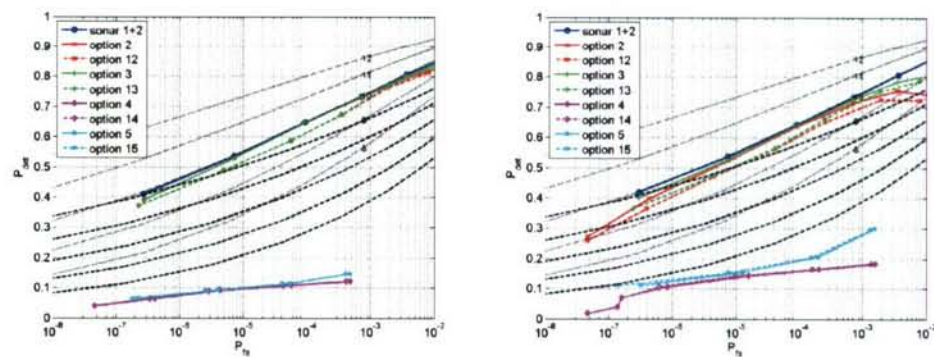 1
0.9
0.8
0.7
0.6
0.5
0.4
0.3
0.2
0.1
0
P_det
sonar 1+2
option 2
option 12
option 3
option 13
option 4
option 14
option 5
option 15
12
11
10^-8
10^-7
10^-6
10^-5
10^-4
10^-3
10^-2
P_fa
1
0.9
0.8
0.7
0.6
0.5
0.4
0.3
0.2
0.1
0
P_det
sonar 1+2
option 2
option 12
option 3
option 13
option 4
option 14
option 5
option 15
12
11
10^-8
10^-7
10^-6
10^-5
10^-4
10^-3
10^-2
P_fa